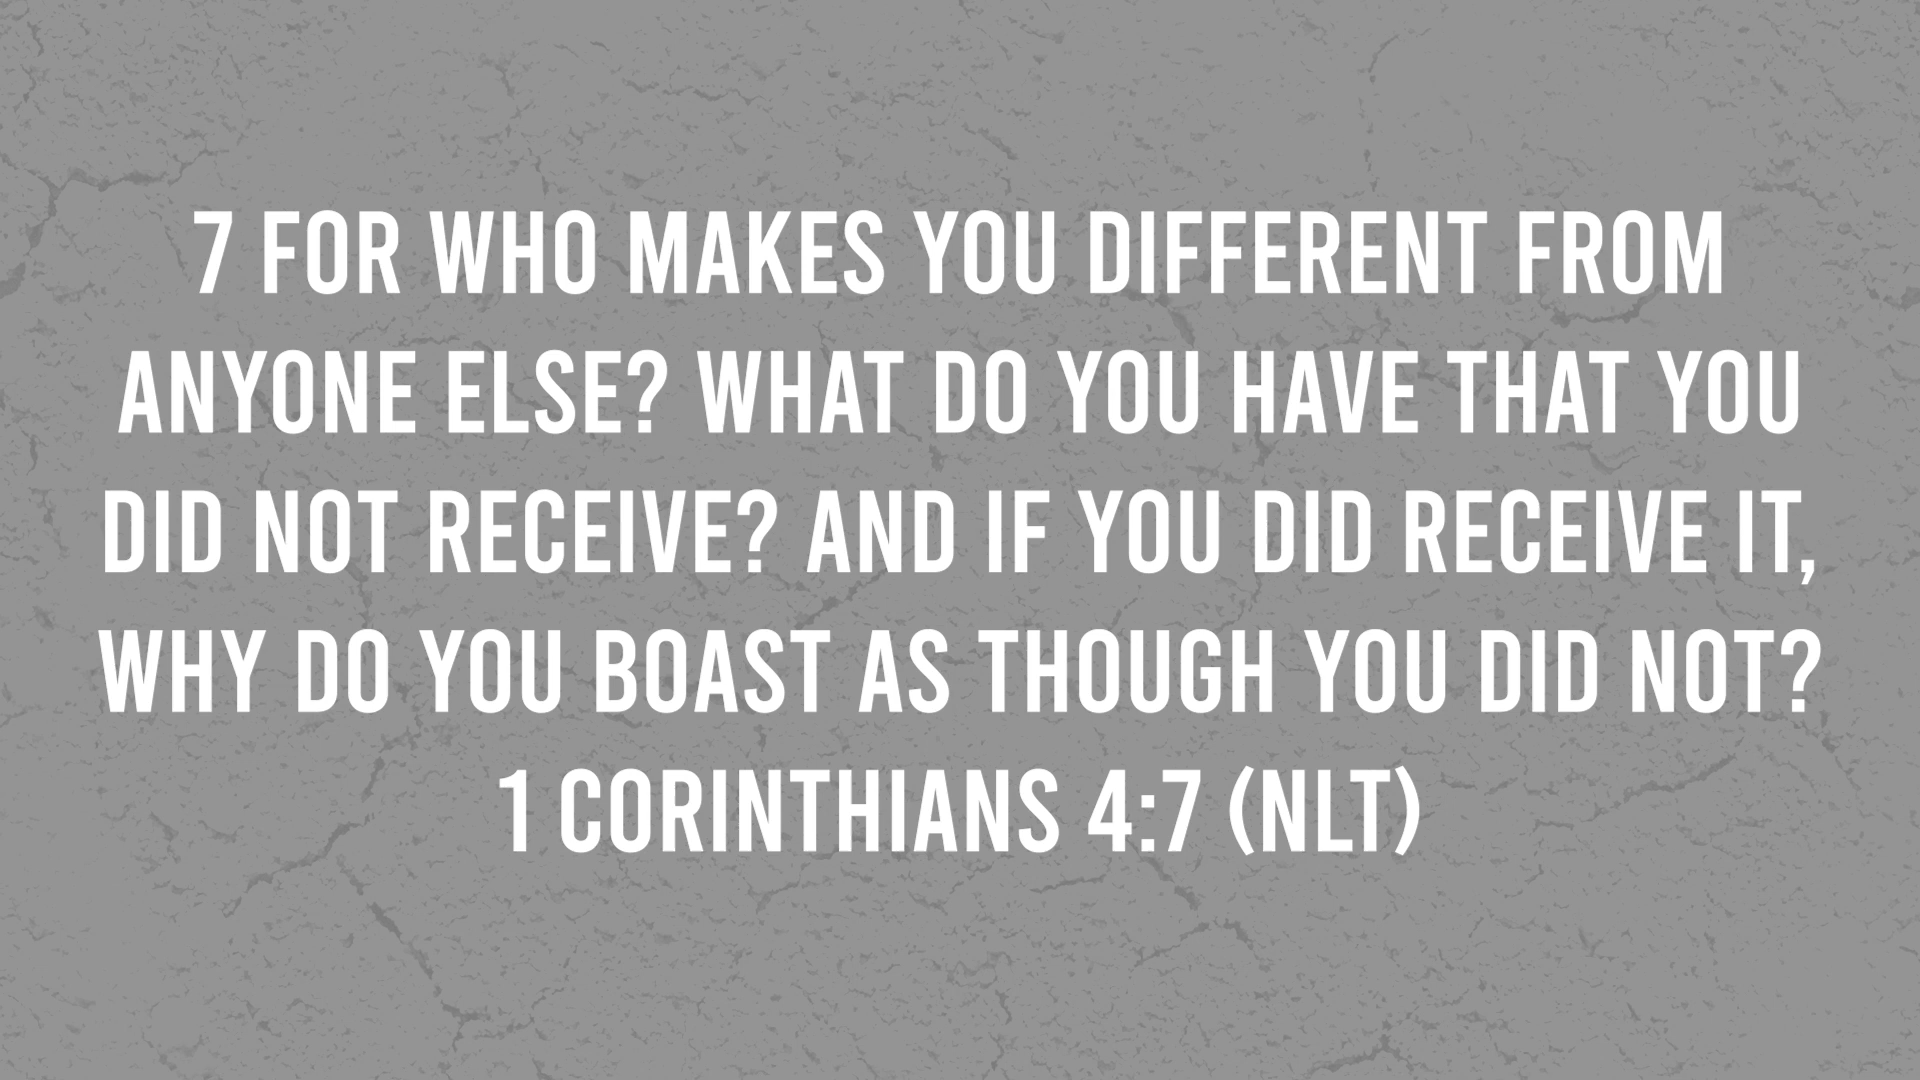 7 FOR WHO MAKES YOU DIFFERENT FROM
ANYONE ELSE? WHAT DO YOU HAVE THAT YOU
DID NOT RECEIVE? AND IF YOU DID RECEIVE IT,
WHY DO YOU BOAST AS THOUGH YOU DID NOT?
1 CORINTHIANS 4:7 (NLT)